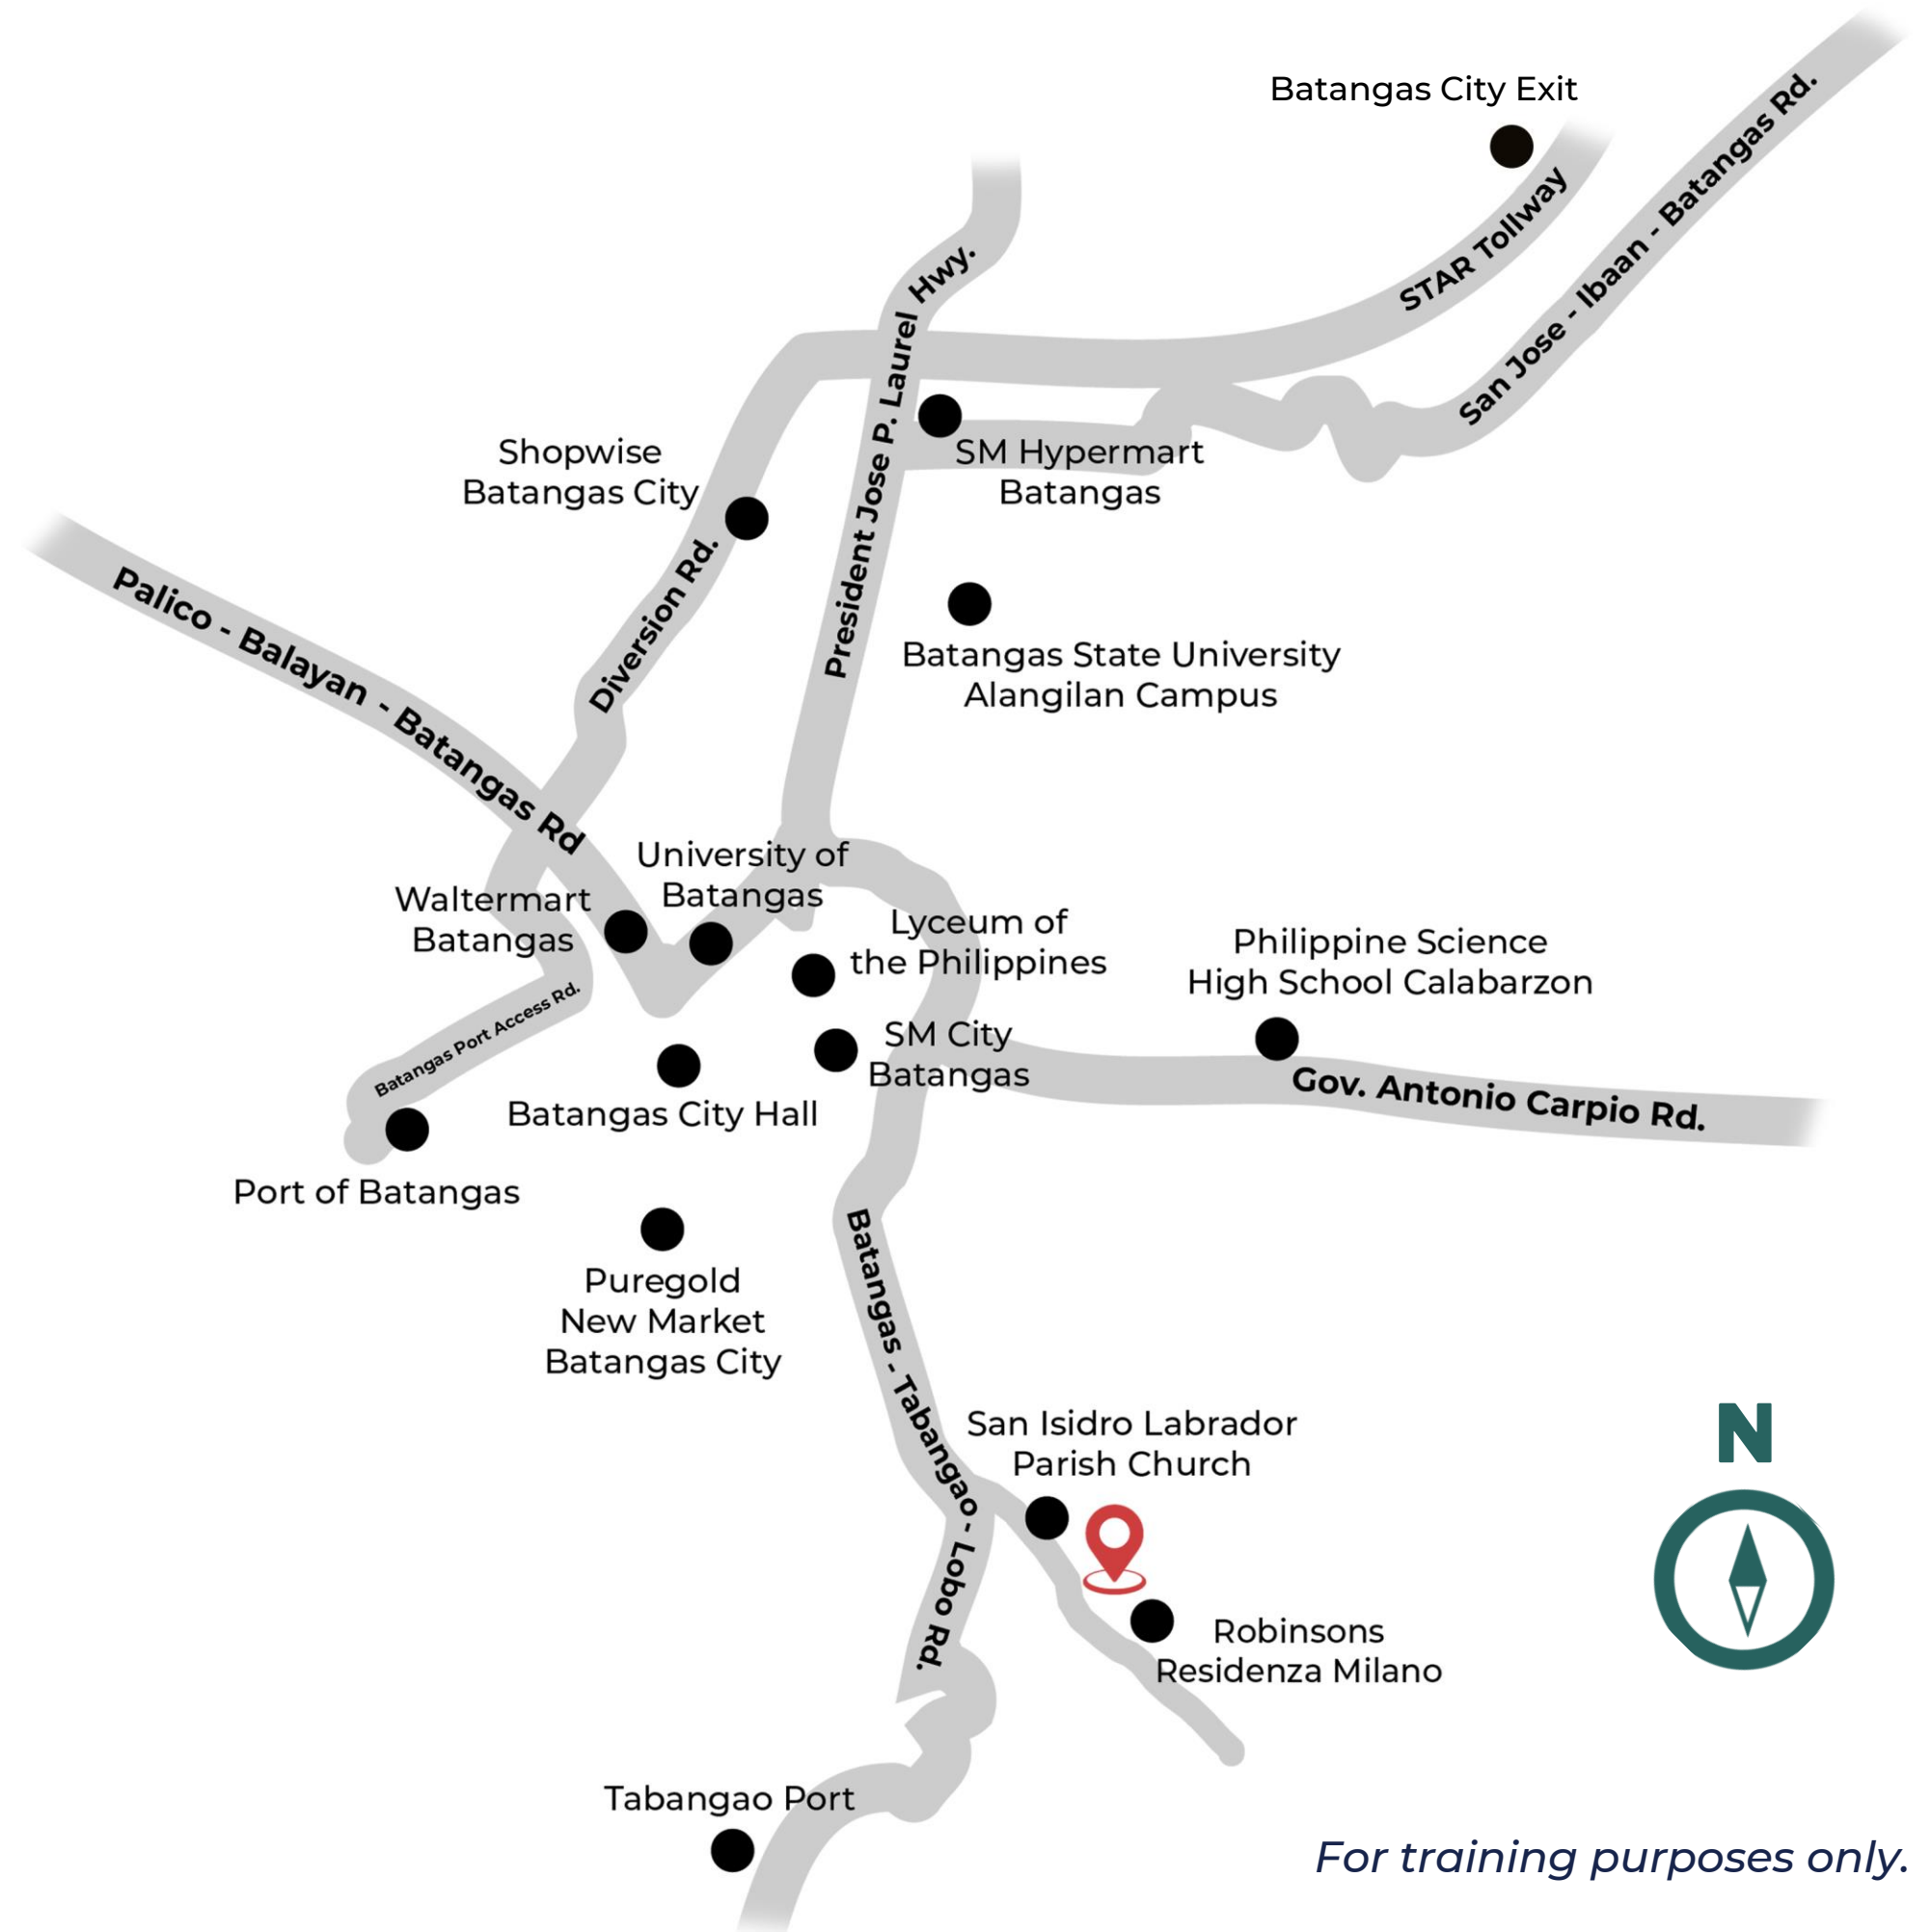 Batangas City Exit
STAR Tollway
San Jose - Ibaan - Batangas Rd.
President Jose P. Laurel Hwy.
Shopwise
Batangas City
SM Hypermart
Batangas
Diversion Rd.
Palico - Balayan - Batangas Rd
Batangas State University
Alangilan Campus
University of
Batangas
Waltermart
Batangas
Lyceum of
the Philippines
Philippine Science
High School Calabarzon
Batangas Port Access Rd.
SM City
Batangas
Gov. Antonio Carpio Rd.
Batangas City Hall
Port of Batangas
Puregold
New Market
Batangas City
Batangas - Tabangao - Lobo Rd.
San Isidro Labrador
Parish Church
N
Robinsons
Residenza Milano
Tabangao Port
For training purposes only.